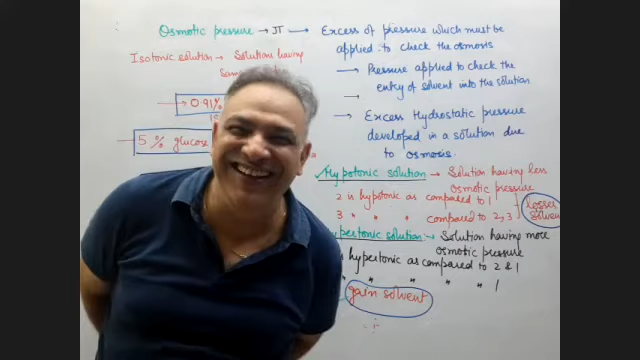 Osmotic pressure → π → Excess of pressure which must be
applied to check the osmosis
Isotonic solution → Solution having
→ Pressure applied to check the
entry of solvent into the solution
→
→ 0.91%
→ Excess Hydrostatic pressure
developed in a solution due
to osmosis.
5 % glucose
✓ Hypotonic solution → Solution having less
osmotic pressure
2 is hypotonic as compared to 1
3 " " " compared to 2, 3
losses
solvent
solution → Solution having more
osmotic pressure
hypertonic as compared to 2 & 1
" " " " " 1
gain solvent